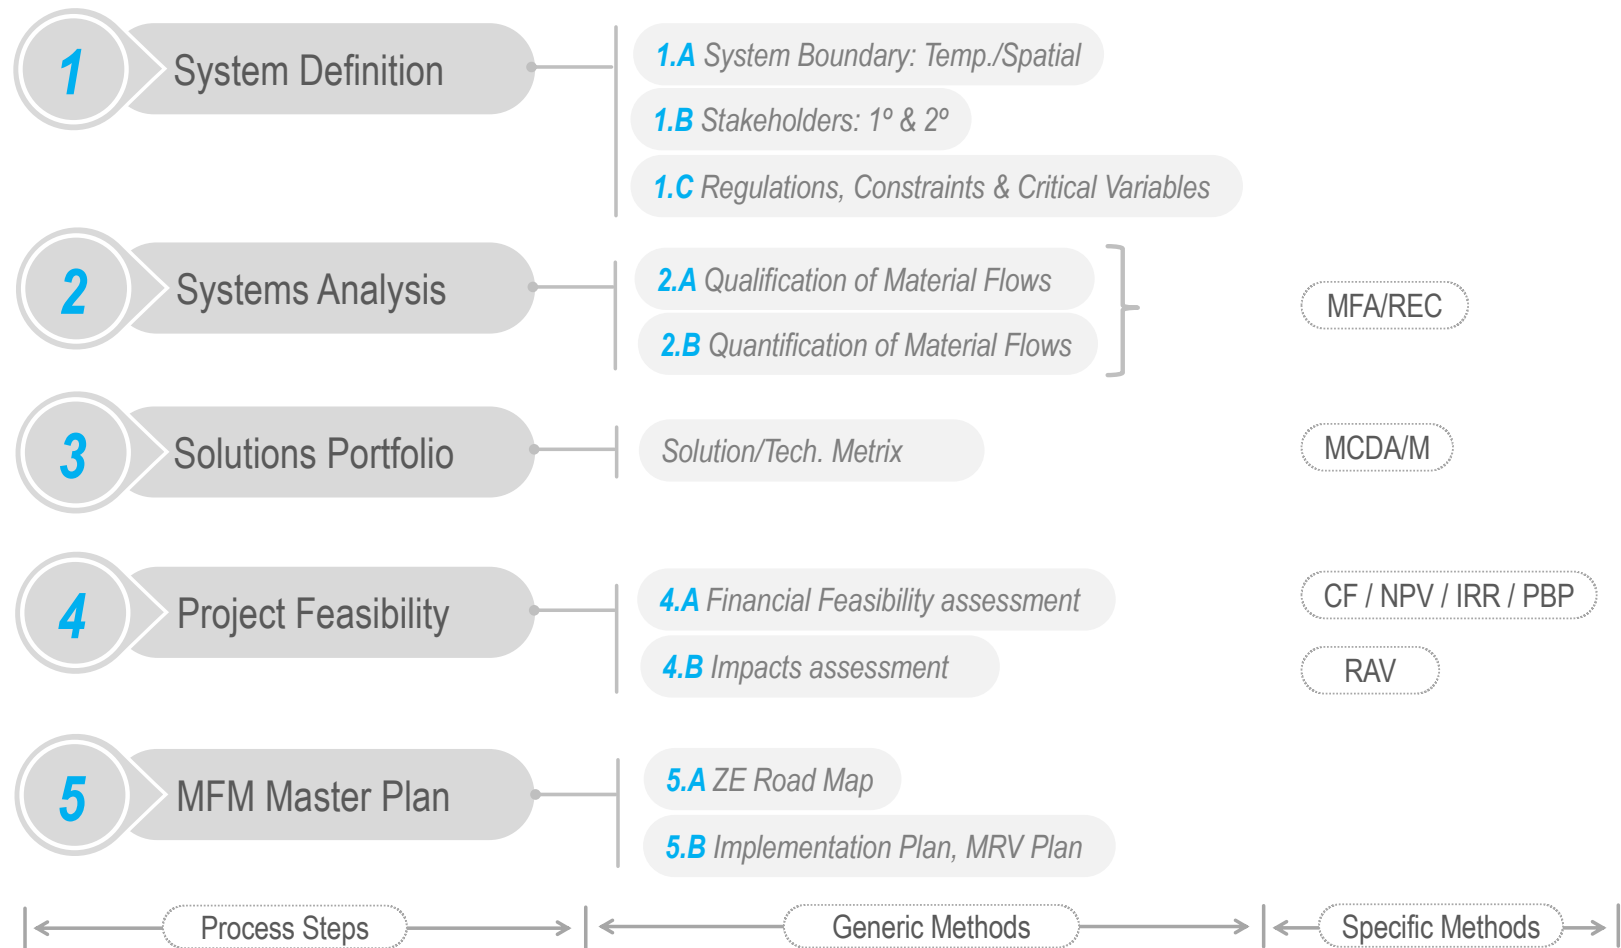 1 System Definition
1.A System Boundary: Temp./Spatial
1.B Stakeholders: 1º & 2º
1.C Regulations, Constraints & Critical Variables
2 Systems Analysis
2.A Qualification of Material Flows
2.B Quantification of Material Flows
MFA/REC
3 Solutions Portfolio
Solution/Tech. Metrix
MCDA/M
4 Project Feasibility
4.A Financial Feasibility assessment
CF / NPV / IRR / PBP
4.B Impacts assessment
RAV
5 MFM Master Plan
5.A ZE Road Map
5.B Implementation Plan, MRV Plan
Process Steps
Generic Methods
Specific Methods